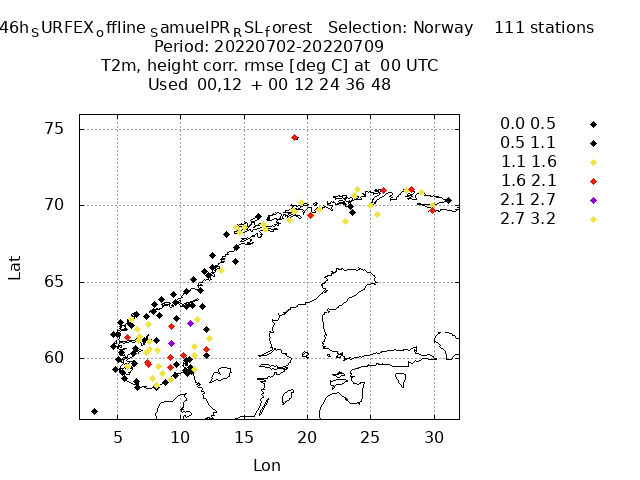 46h_SURFEX_offline_SamuelPR_RSL_forest Selection: Norway 111 stations
Period: 20220702-20220709
T2m, height corr. rmse [deg C] at 00 UTC
Used 00,12 + 00 12 24 36 48
75
70
65
60
Lat
5 10 15 20 25 30
Lon
0.0 0.5
0.5 1.1
1.1 1.6
1.6 2.1
2.1 2.7
2.7 3.2